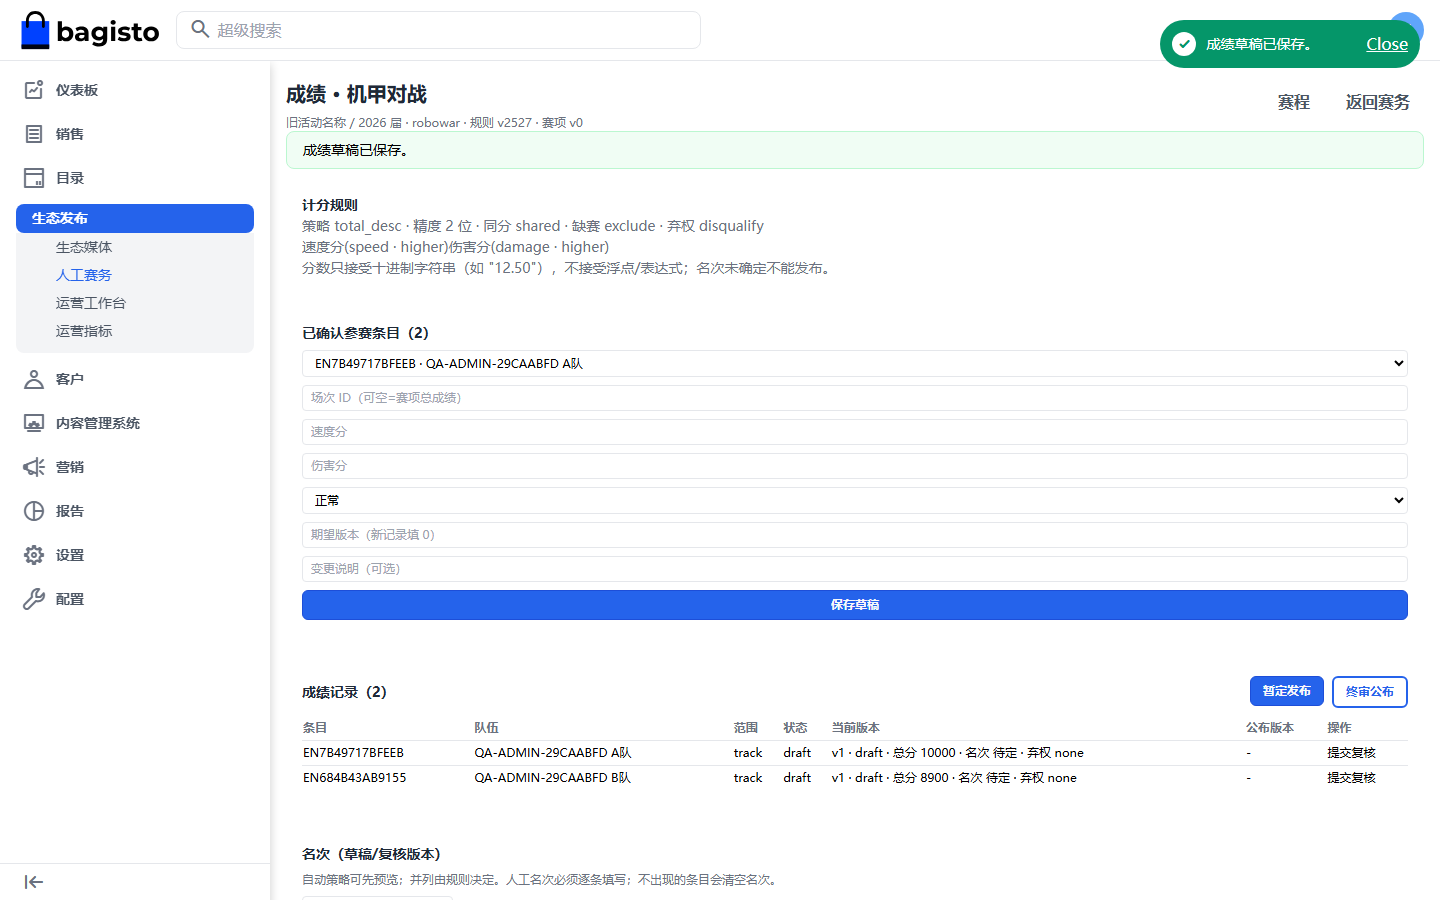 bagisto
超级搜索
成绩草稿已保存。
Close
仪表板
销售
目录
生态发布
生态媒体
人工赛务
运营工作台
运营指标
客户
内容管理系统
营销
报告
设置
配置
成绩 · 机甲对战
赛程
返回赛务
旧活动名称 / 2026 届 · robowar · 规则 v2527 · 赛项 v0
成绩草稿已保存。
计分规则
策略 total_desc · 精度 2 位 · 同分 shared · 缺赛 exclude · 弃权 disqualify
速度分(speed · higher)伤害分(damage · higher)
分数只接受十进制字符串（如 "12.50"），不接受浮点/表达式；名次未确定不能发布。
已确认参赛条目（2）
EN7B49717BFEEB · QA-ADMIN-29CAABFD A队
场次 ID（可空=赛项总成绩）
速度分
伤害分
正常
期望版本（新记录填 0）
变更说明（可选）
保存草稿
成绩记录（2）
暂定发布
终审公布
条目 队伍 范围 状态 当前版本 公布版本 操作
EN7B49717BFEEB QA-ADMIN-29CAABFD A队 track draft v1 · draft · 总分 10000 · 名次 待定 · 弃权 none - 提交复核
EN684B43AB9155 QA-ADMIN-29CAABFD B队 track draft v1 · draft · 总分 8900 · 名次 待定 · 弃权 none - 提交复核
名次（草稿/复核版本）
自动策略可先预览；并列由规则决定。人工名次必须逐条填写；不出现的条目会清空名次。